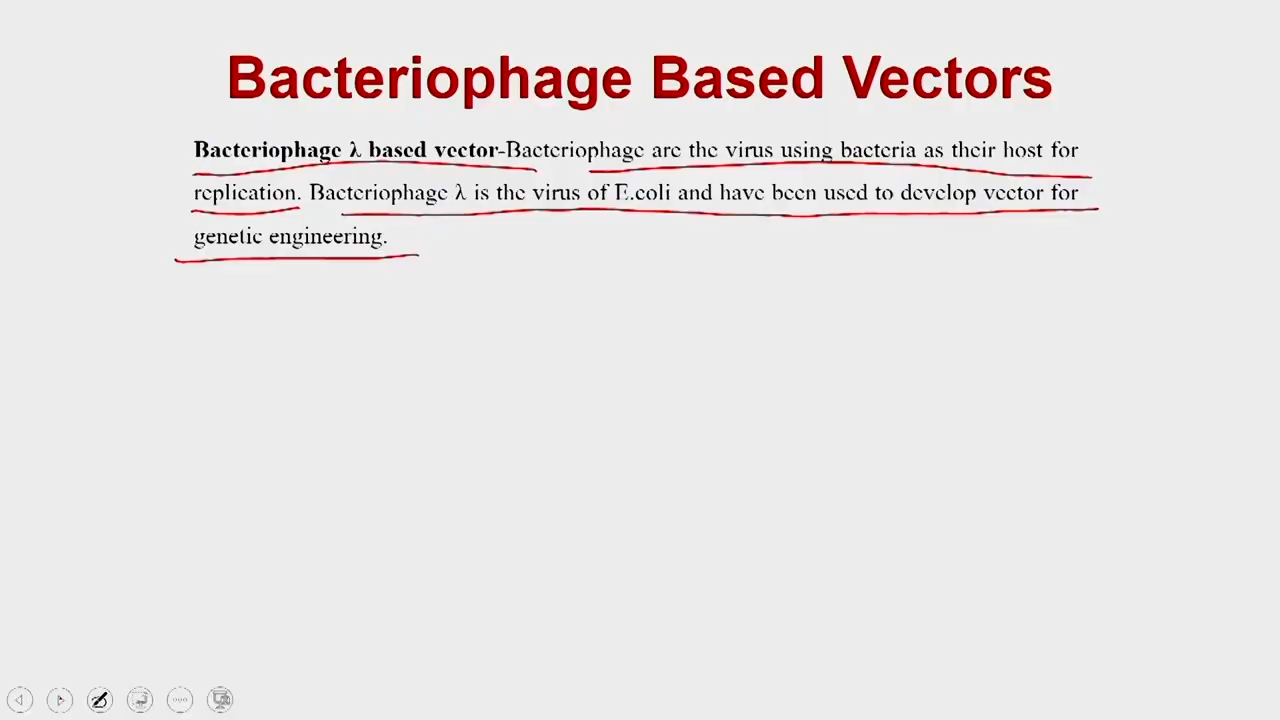 Bacteriophage Based Vectors
Bacteriophage λ based vector-Bacteriophage are the virus using bacteria as their host for
replication. Bacteriophage λ is the virus of E.coli and have been used to develop vector for
genetic engineering.